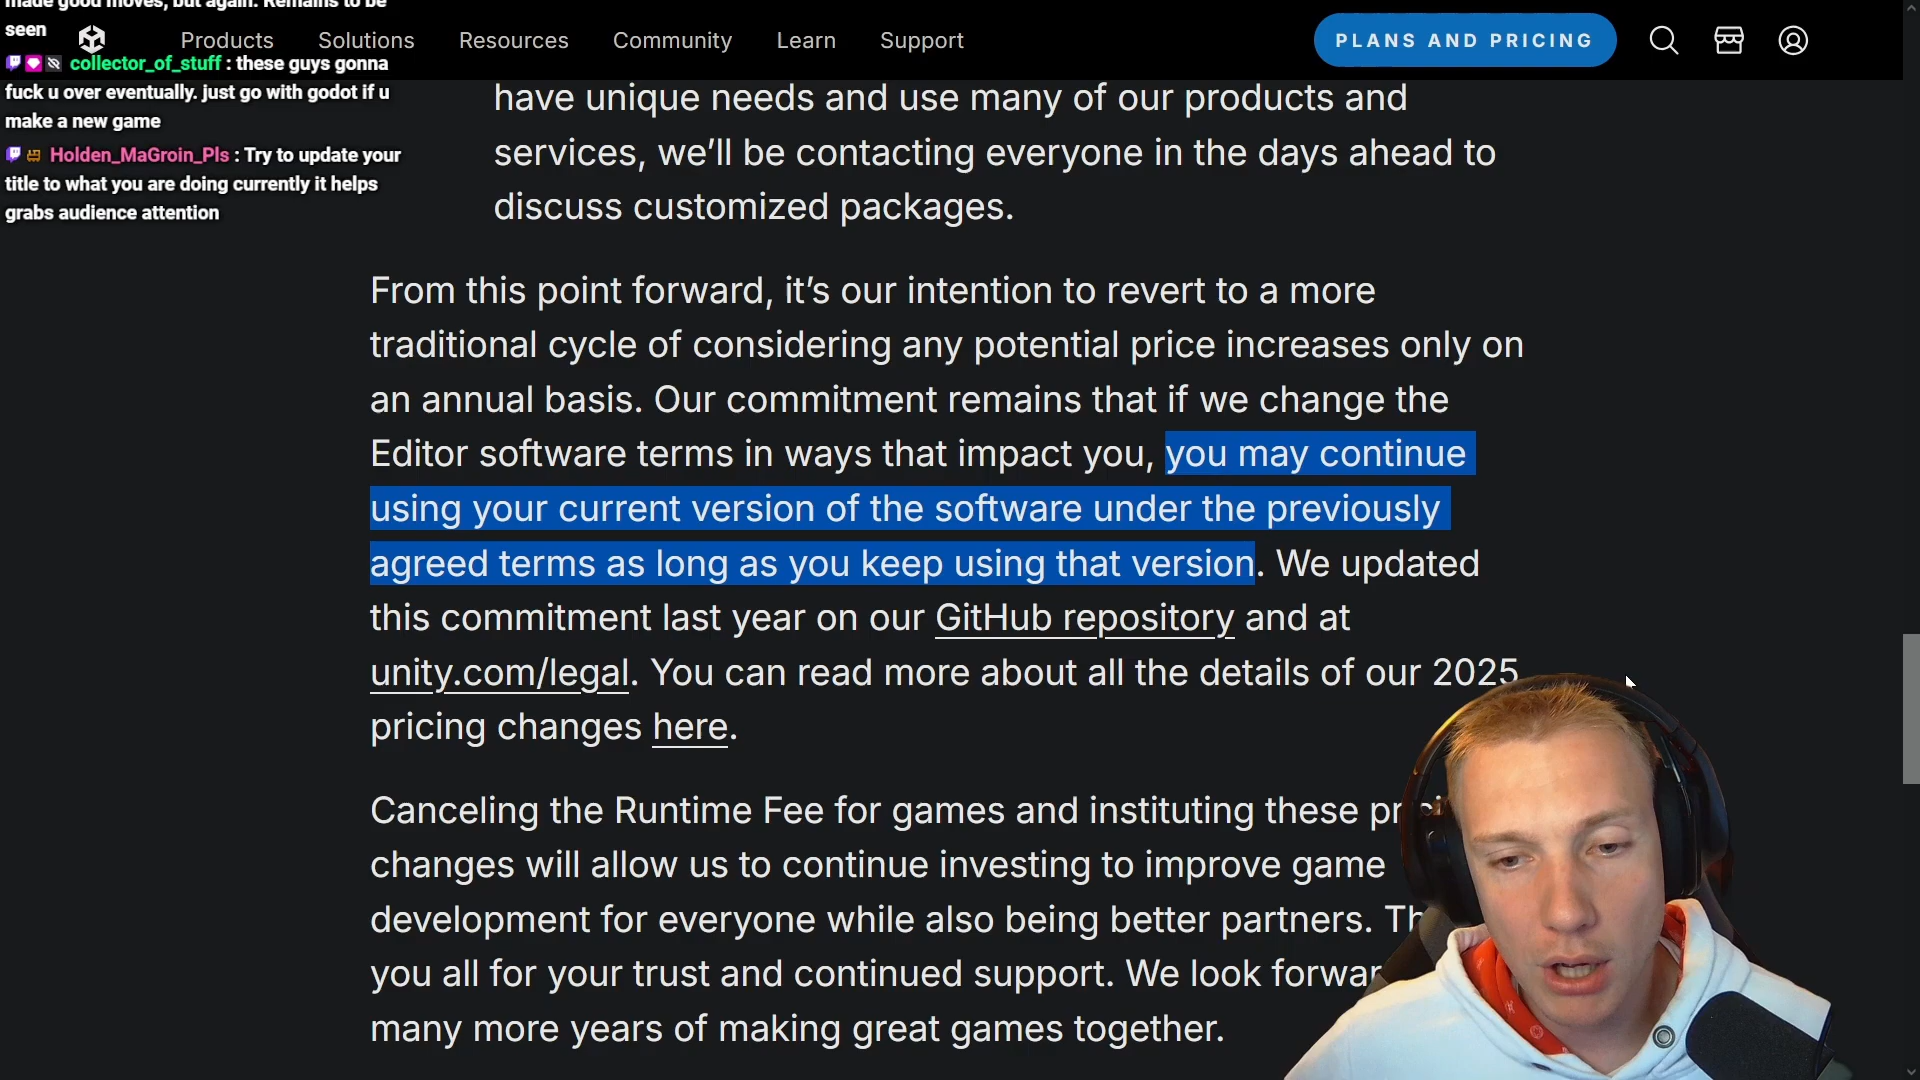 made good moves, but again. Remains to be
seen
collector_of_stuff : these guys gonna
fuck u over eventually. just go with godot if u
make a new game
Holden_MaGroin_Pls : Try to update your
title to what you are doing currently it helps
grabs audience attention
Products Solutions Resources Community Learn Support
PLANS AND PRICING
have unique needs and use many of our products and
services, we’ll be contacting everyone in the days ahead to
discuss customized packages.
From this point forward, it’s our intention to revert to a more
traditional cycle of considering any potential price increases only on
an annual basis. Our commitment remains that if we change the
Editor software terms in ways that impact you, you may continue
using your current version of the software under the previously
agreed terms as long as you keep using that version. We updated
this commitment last year on our GitHub repository and at
unity.com/legal. You can read more about all the details of our 2025
pricing changes here.
Canceling the Runtime Fee for games and instituting these
changes will allow us to continue investing to improve game
development for everyone while also being better partners.
you all for your trust and continued support. We look
many more years of making great games together.